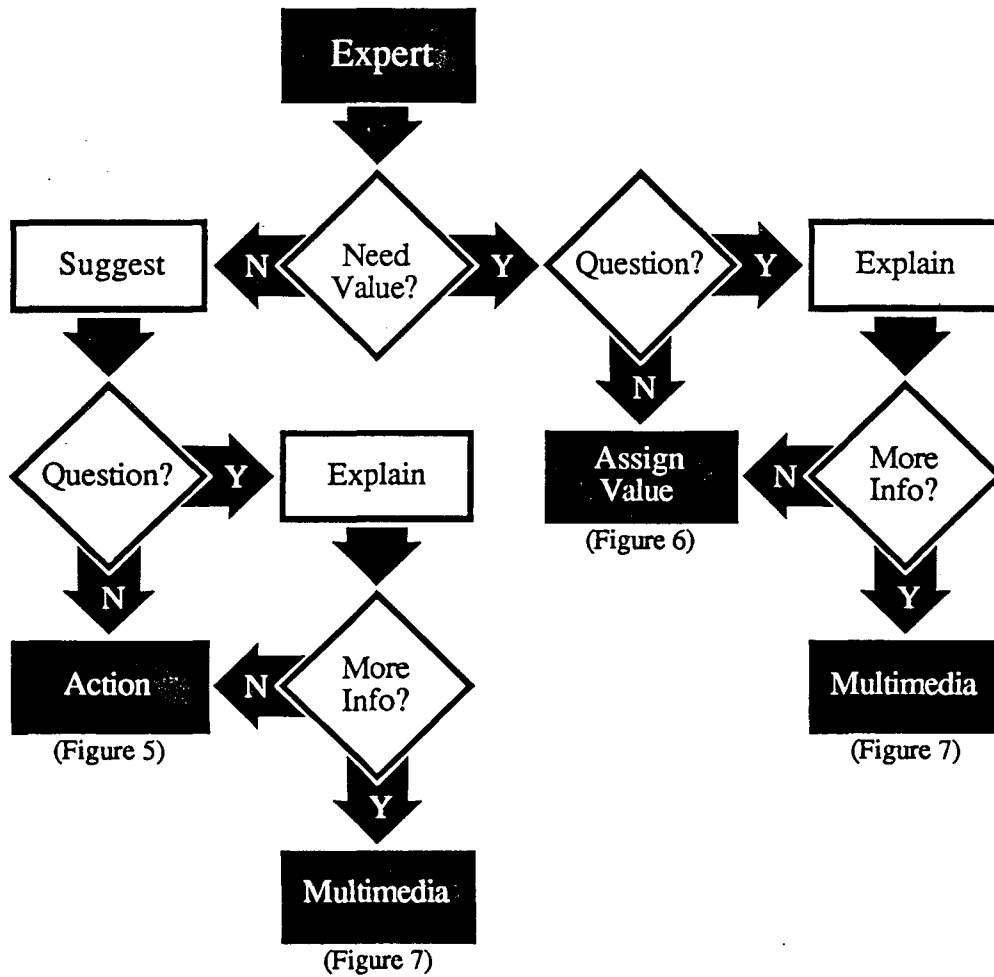 Expert
Suggest
N
Need
Value?
Y
Question?
Y
Explain
N
Question?
Y
Explain
Assign
Value
(Figure 6)
N
More
Info?
N
Y
Action
(Figure 5)
N
More
Info?
Multimedia
(Figure 7)
Y
Multimedia
(Figure 7)